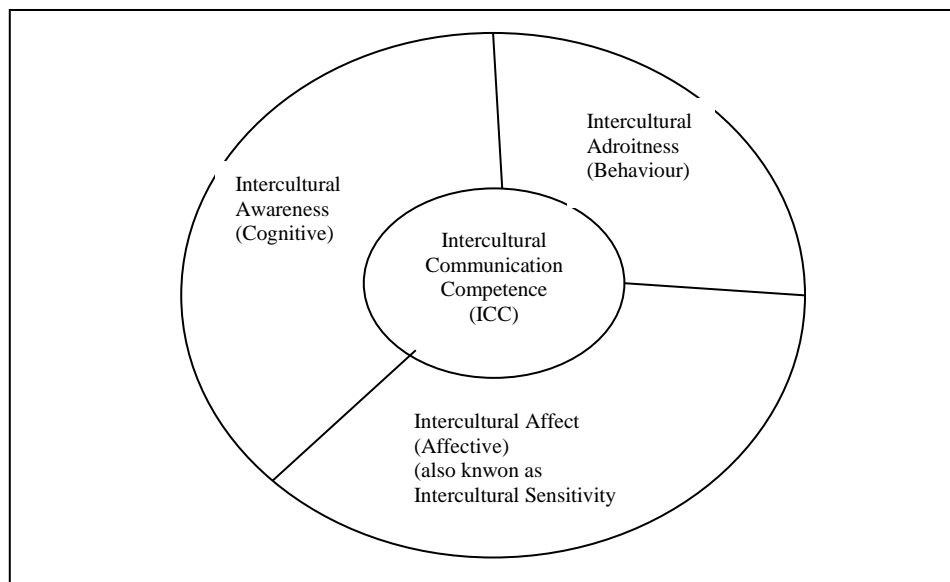 Intercultural
Adroitness
(Behaviour)
Intercultural
Awareness
(Cognitive)
Intercultural
Communication
Competence
(ICC)
Intercultural Affect
(Affective)
(also knwon as
Intercultural Sensitivity